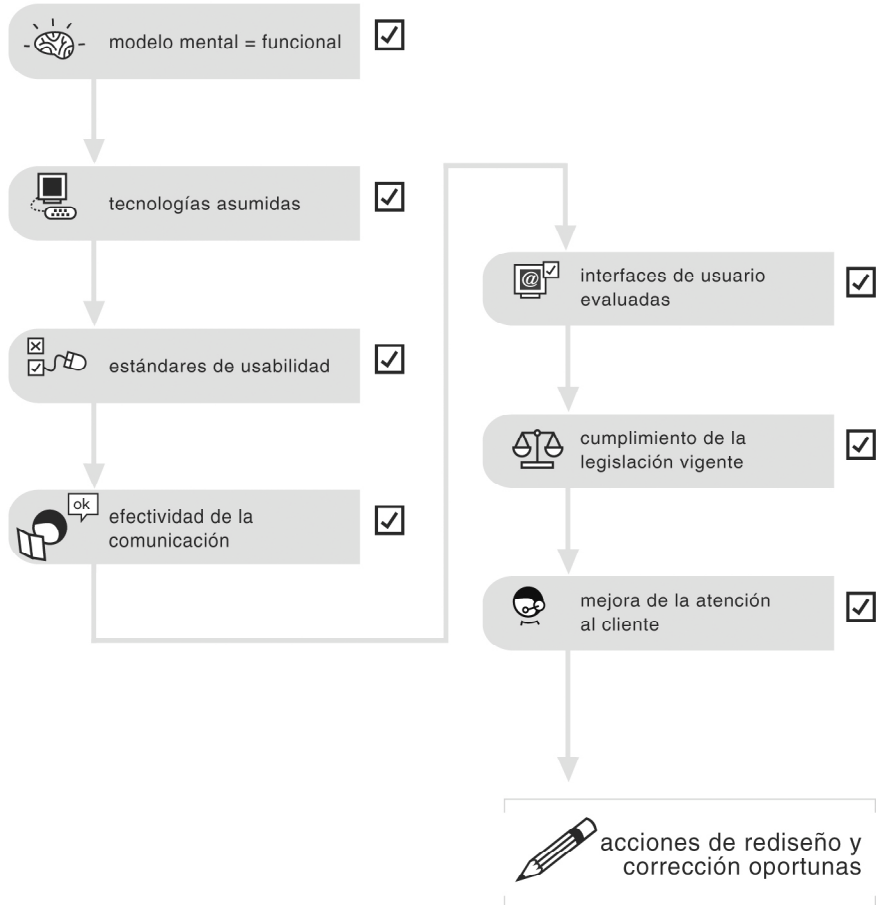 modelo mental = funcional
tecnologías asumidas
estándares de usabilidad
ok
efectividad de la
comunicación
@
interfaces de usuario
evaluadas
cumplimiento de la
legislación vigente
mejora de la atención
al cliente
acciones de rediseño y
corrección oportunas